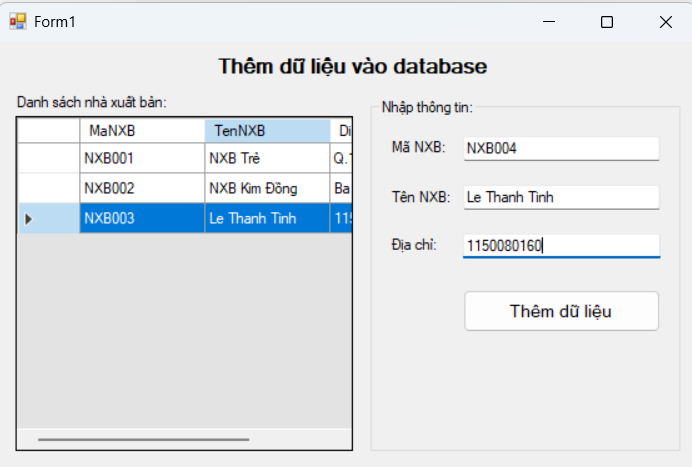 Form1
Thêm dữ liệu vào database
Danh sách nhà xuất bản:
MaNXB TenNXB Di
NXB001 NXB Trẻ Q.
NXB002 NXB Kim Đồng Ba
NXB003 Le Thanh Tinh 115
Nhập thông tin:
Mã NXB: NXB004
Tên NXB: Le Thanh Tinh
Địa chỉ: 1150080160
Thêm dữ liệu